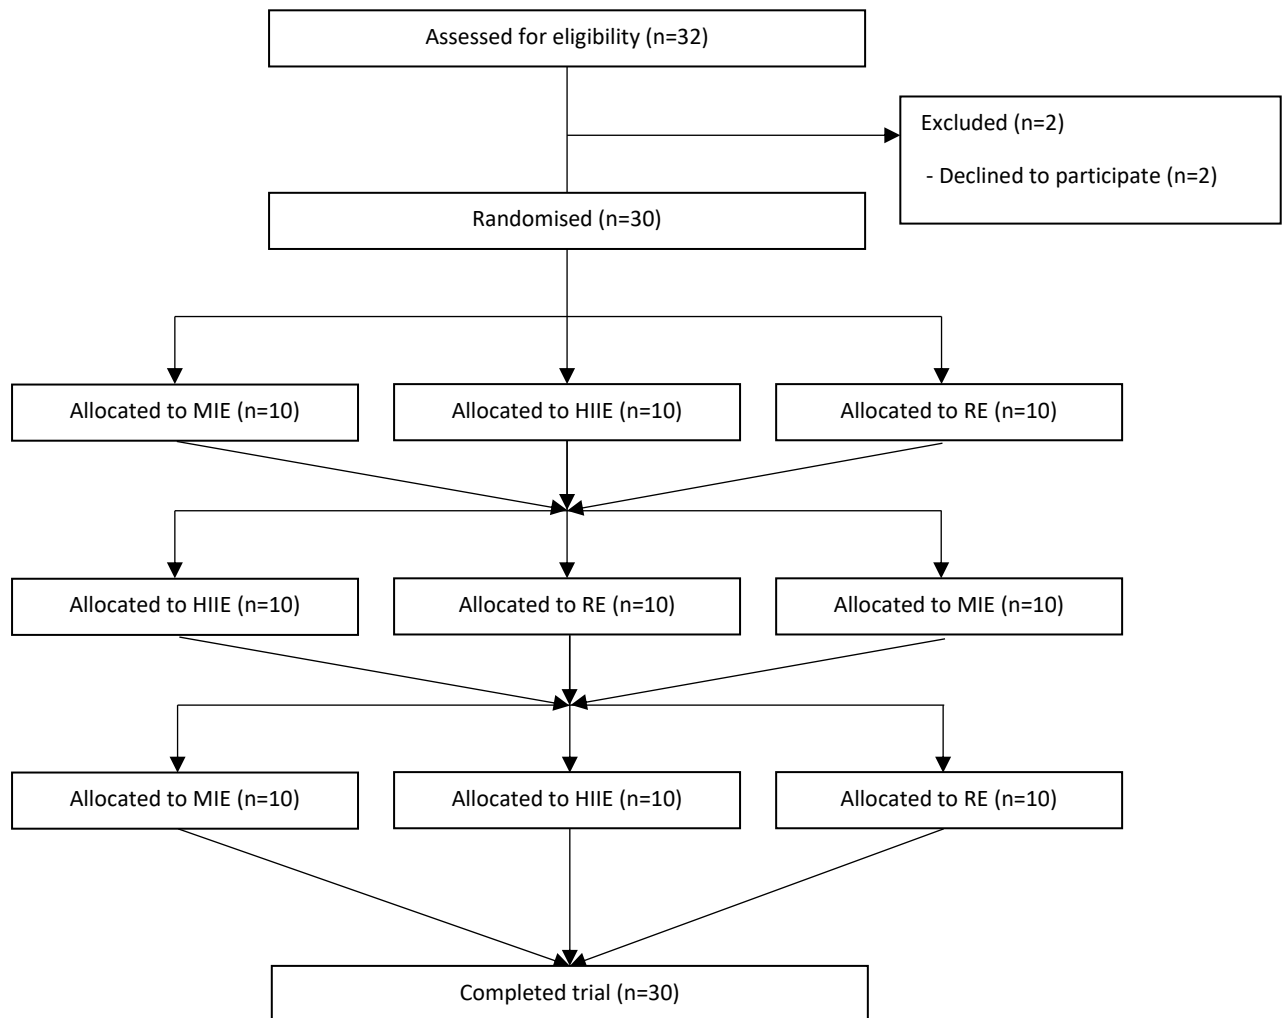 Assessed for eligibility (n=32)
Excluded (n=2)
- Declined to participate (n=2)
Randomised (n=30)
Allocated to MIE (n=10)
Allocated to HIIE (n=10)
Allocated to RE (n=10)
Allocated to HIIE (n=10)
Allocated to RE (n=10)
Allocated to MIE (n=10)
Allocated to MIE (n=10)
Allocated to HIIE (n=10)
Allocated to RE (n=10)
Completed trial (n=30)